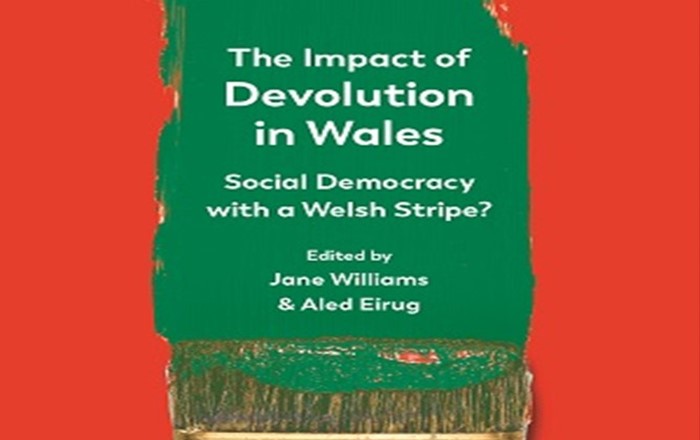 The Impact of
Devolution
in Wales
Social Democracy
with a Welsh Stripe?
Edited by
Jane Williams
& Aled Eirug